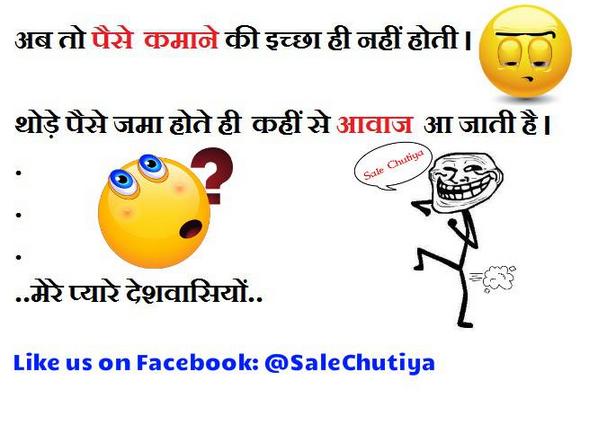 अब तो पैसे कमाने की इच्छा ही नहीं होती।
थोड़े पैसे जमा होते ही कहीं से आवाज आ जाती है।
.
.
.
?
Sale Chutiya
..मेरे प्यारे देशवासियों..
Like us on Facebook: @SaleChutiya